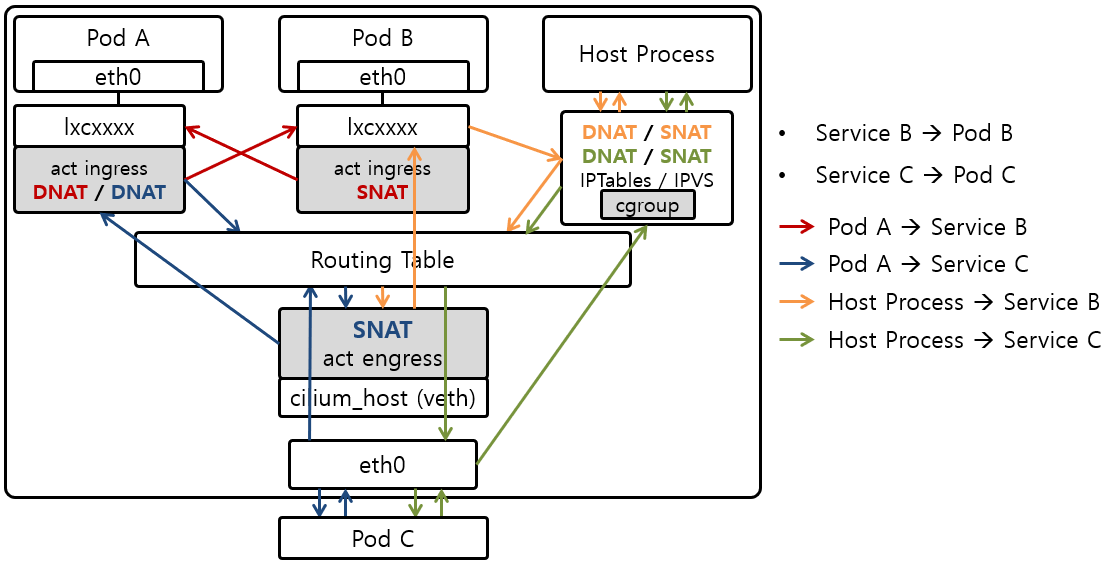 Pod A
eth0
lxcxxxx
act ingress
DNAT / DNAT
Pod B
eth0
lxcxxxx
act ingress
SNAT
Host Process
DNAT / SNAT
DNAT / SNAT
IPTables / IPVS
cgroup
Routing Table
SNAT
act engress
cilium_host (veth)
eth0
Pod C
• Service B → Pod B
• Service C → Pod C
Pod A → Service B
Pod A → Service C
Host Process → Service B
Host Process → Service C